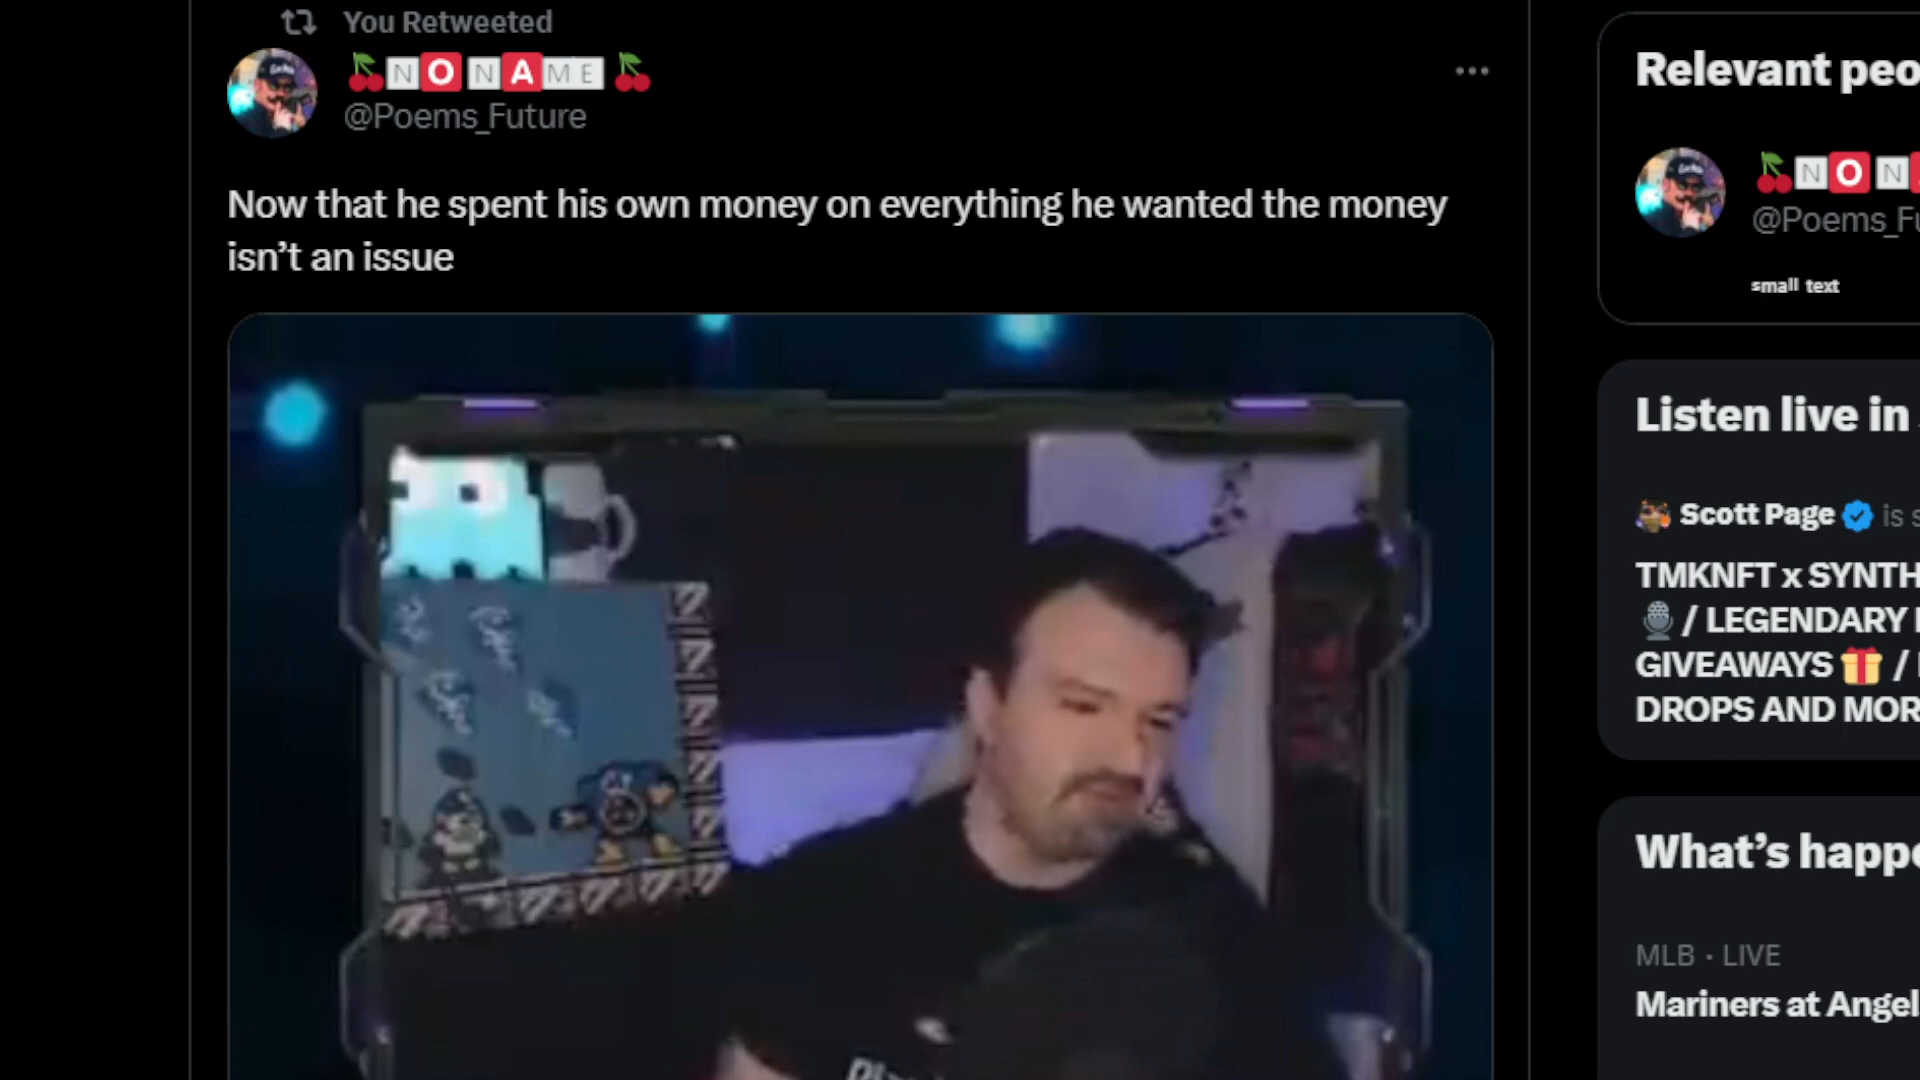 You Retweeted
🍒NONAME🍒
@Poems_Future
Now that he spent his own money on everything he wanted the money
isn’t an issue
Relevant peo
🍒NON
@Poems_Fu
small text
Listen live in
Scott Page is s
TMKNFT x SYNTH
🎙/ LEGENDARY
GIVEAWAYS 🎁 /
DROPS AND MOR
What’s happe
MLB · LIVE
Mariners at Angel